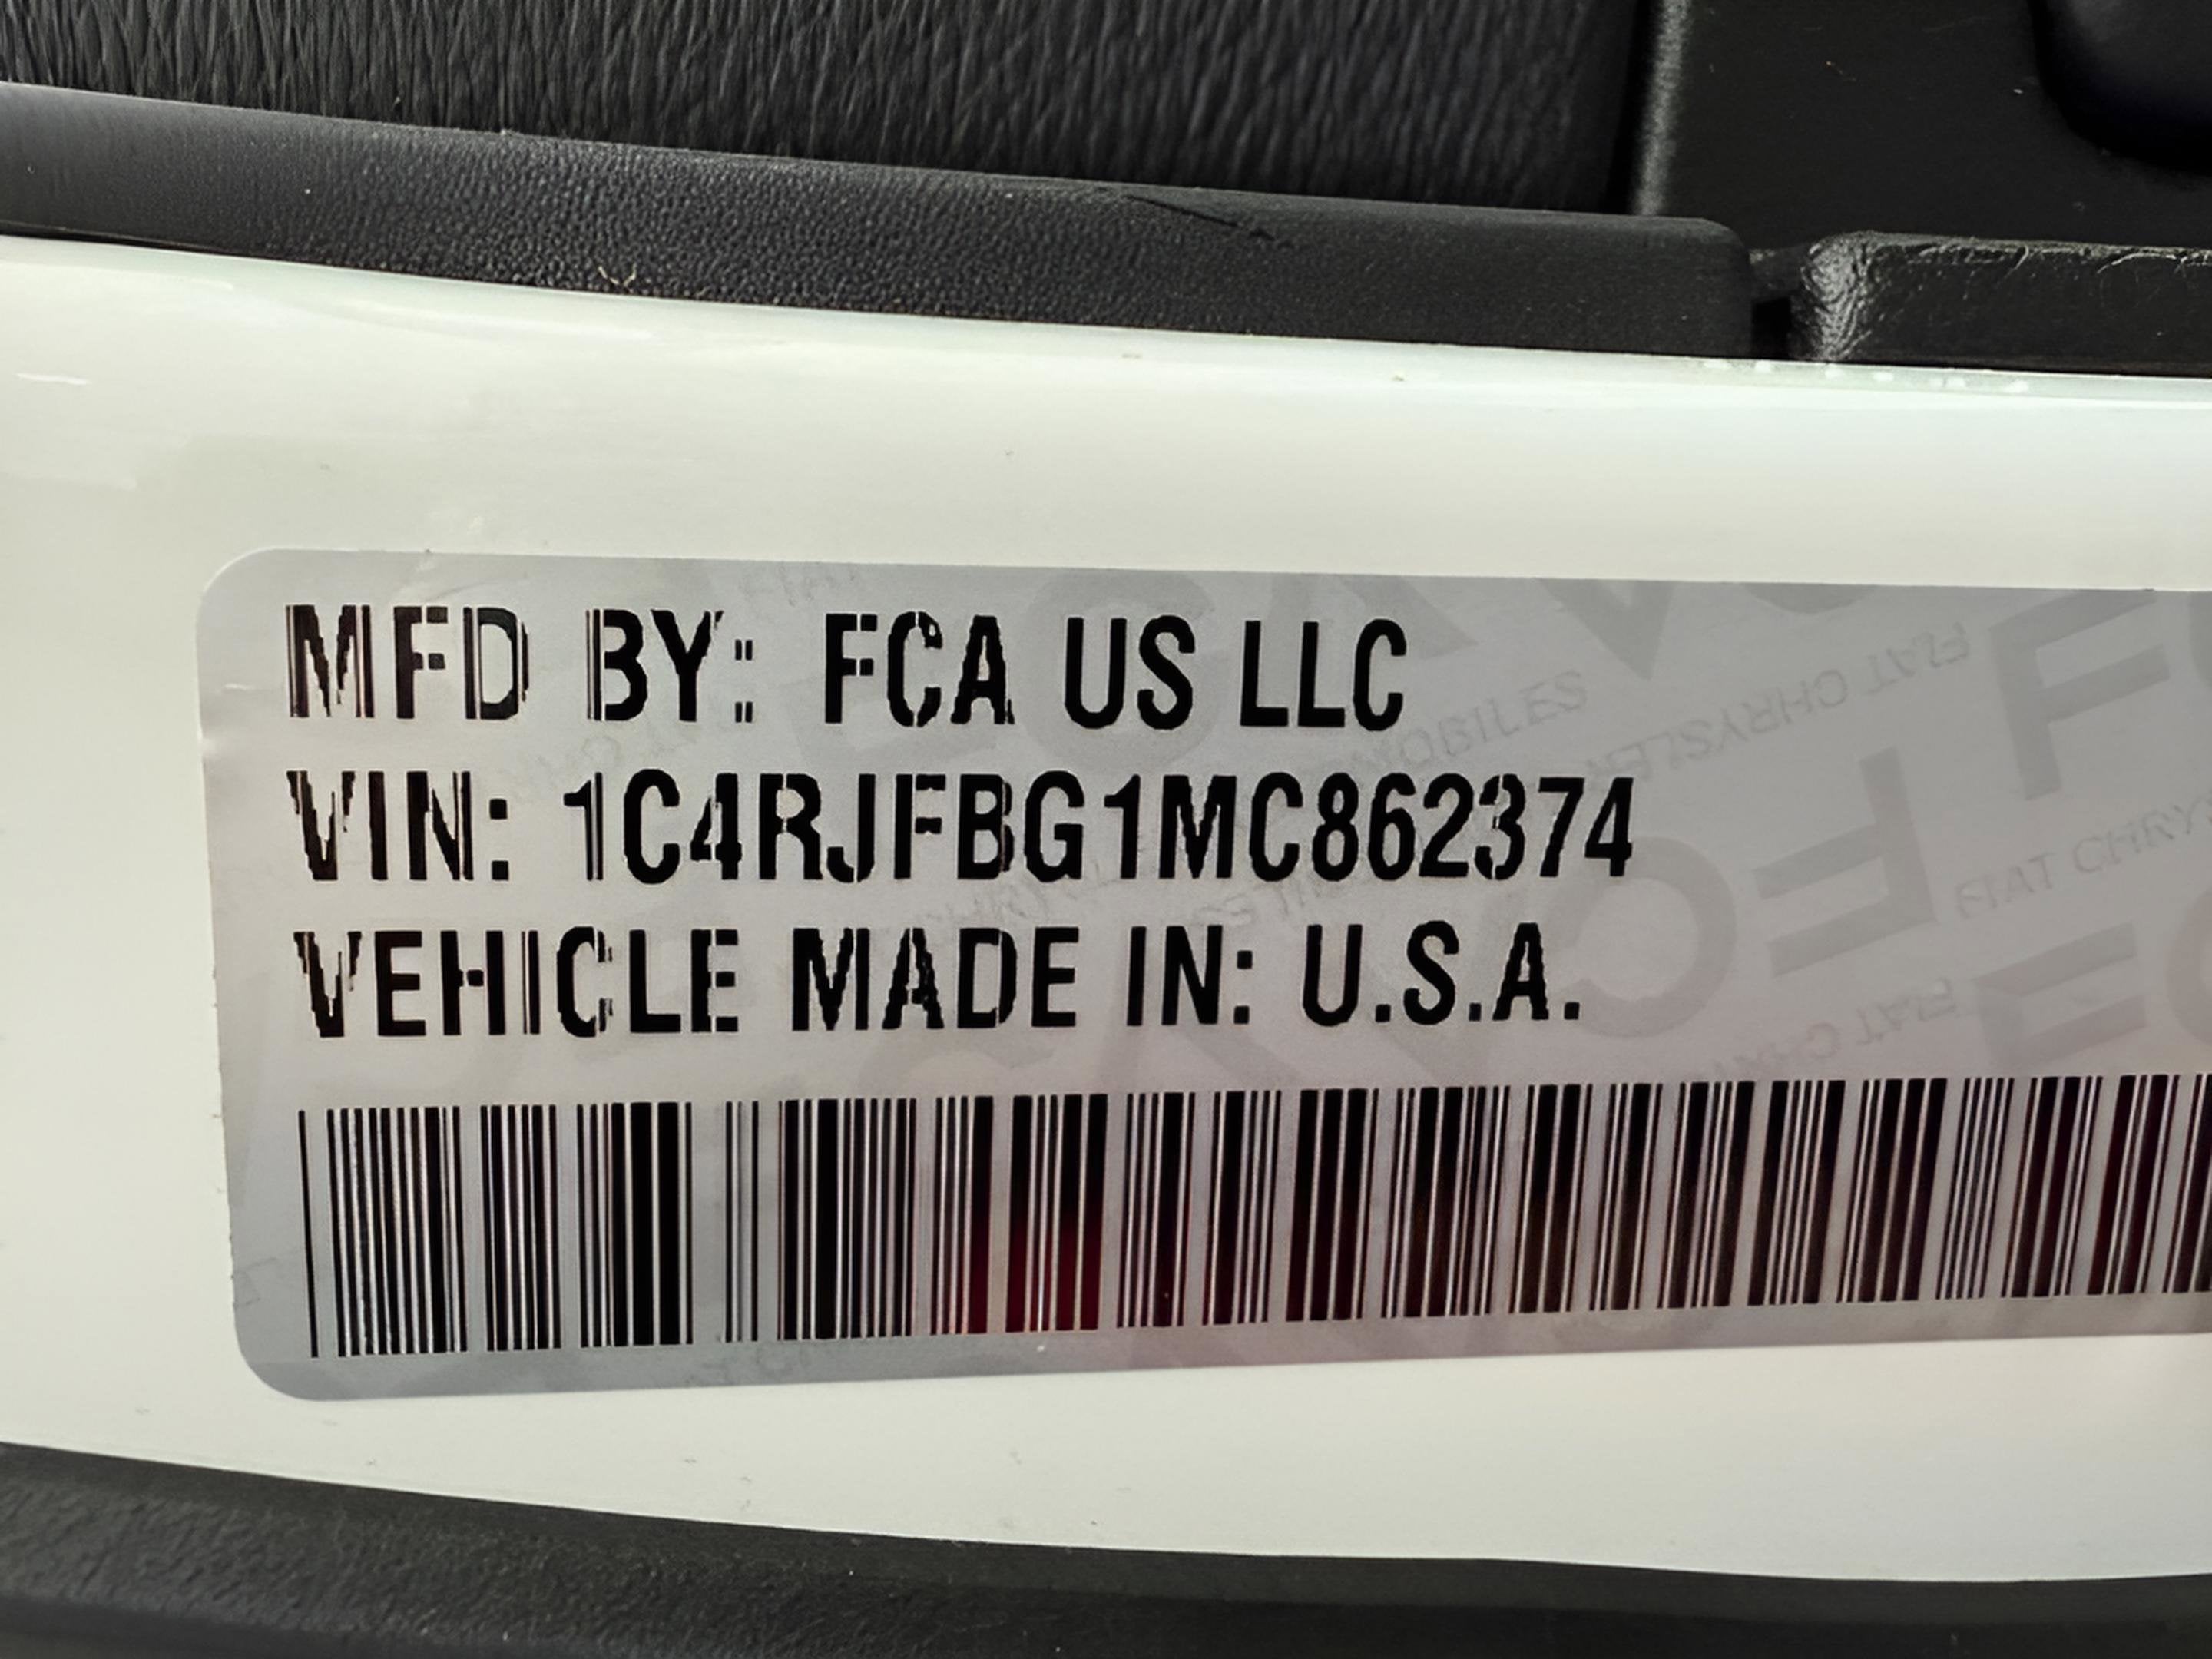 MFD BY: FCA US LLC
VIN: 1C4RJFBG1MC862374
VEHICLE MADE IN: U.S.A.